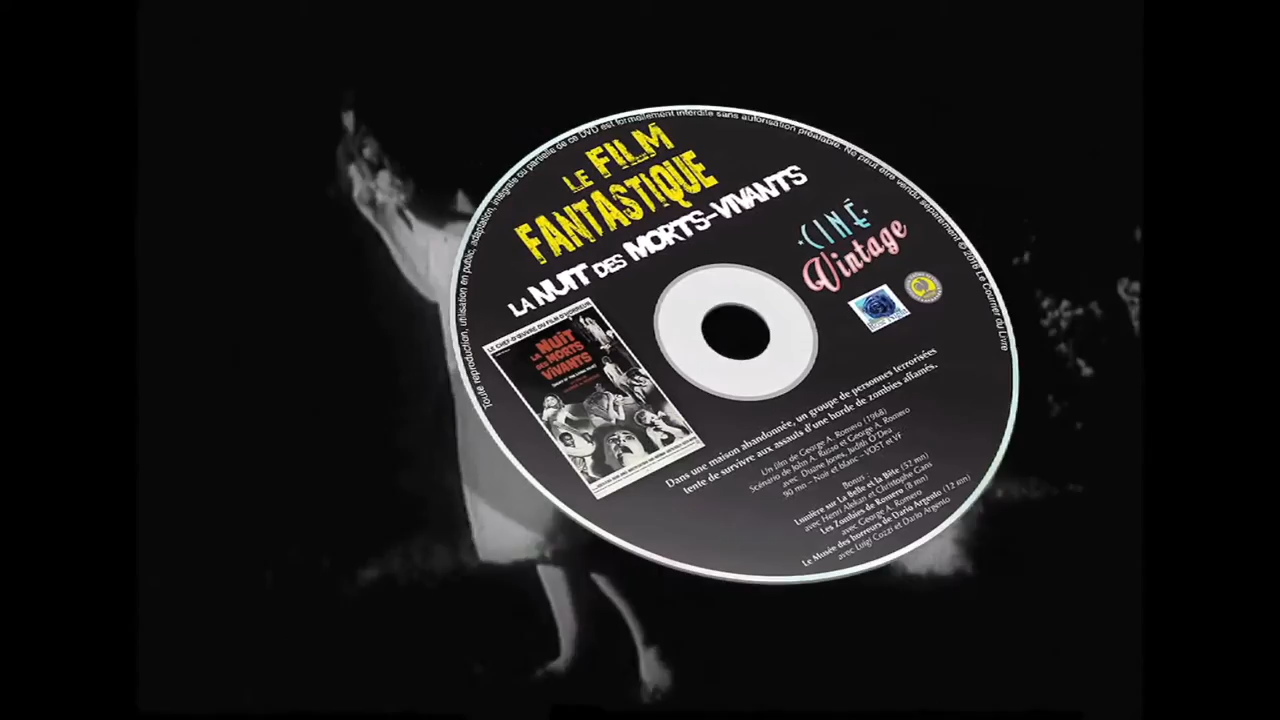 Toute reproduction, utilisation en public, adaptation, intégrale ou partielle de ce DVD est formellement interdite sans autorisation préalable. Ne peut être vendu séparément © 2016 Le Courrier du Livre
LE FILM
FANTASTIQUE
LA NUIT DES MORTS-VIVANTS
CINÉ
Vintage
LE CHEF-D'ŒUVRE DU FILM D'HORREUR
LA NUIT
DES MORTS
VIVANTS
Dans une maison abandonnée, un groupe de personnes terrorisées
tente de survivre aux assauts d'une horde de zombies affamés.
Un film de George A. Romero (1968)
Scénario de John A. Russo et George A. Romero
avec Duane Jones, Judith O'Dea
90 mn – Noir et blanc – VOST et VF
Bonus :
Lumière sur La Belle et la Bête (52 mn)
avec Henri Alekan et Christophe Gans
Les Zombies de Romero (8 mn)
avec George A. Romero
Le Musée des horreurs de Dario Argento (12 mn)
avec Luigi Cozzi et Dario Argento